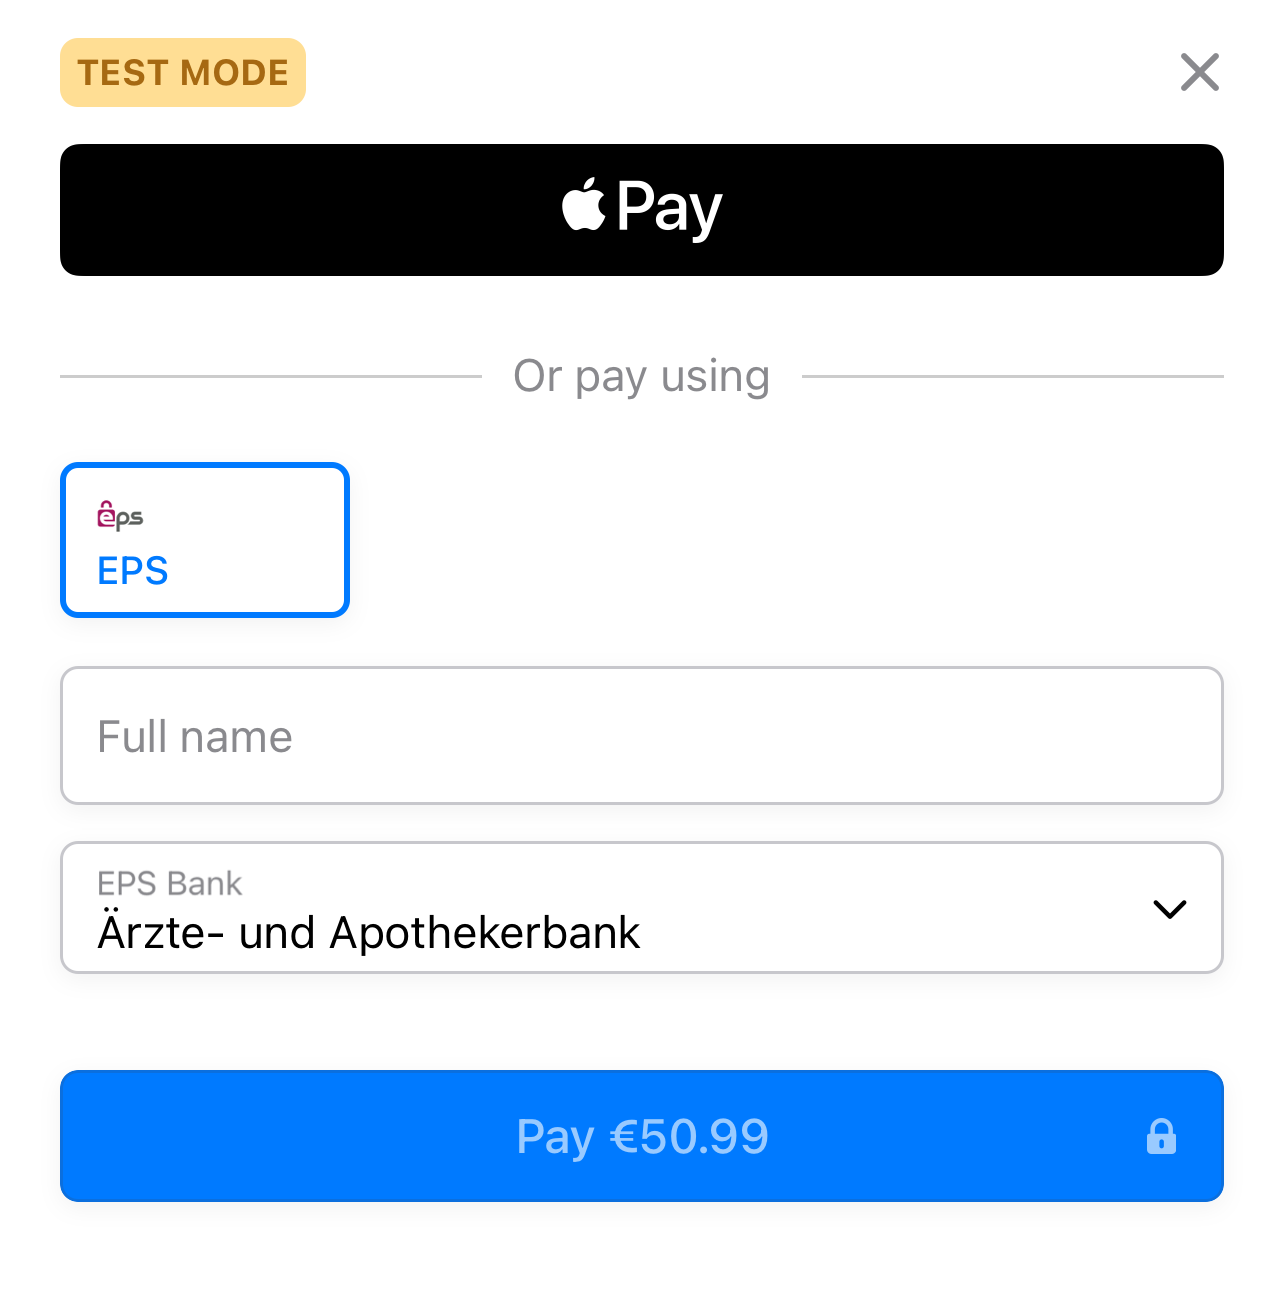 TEST MODE
Pay
Or pay using
eps
EPS
Full name
EPS Bank
Ärzte- und Apothekerbank
Pay €50.99